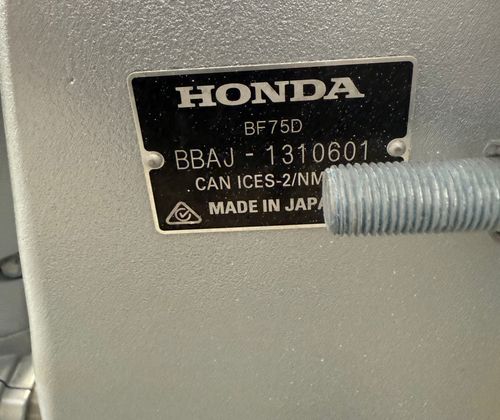 HONDA
BF75D
BBAJ - 1310601
CAN ICES-2/NM
MADE IN JAPA